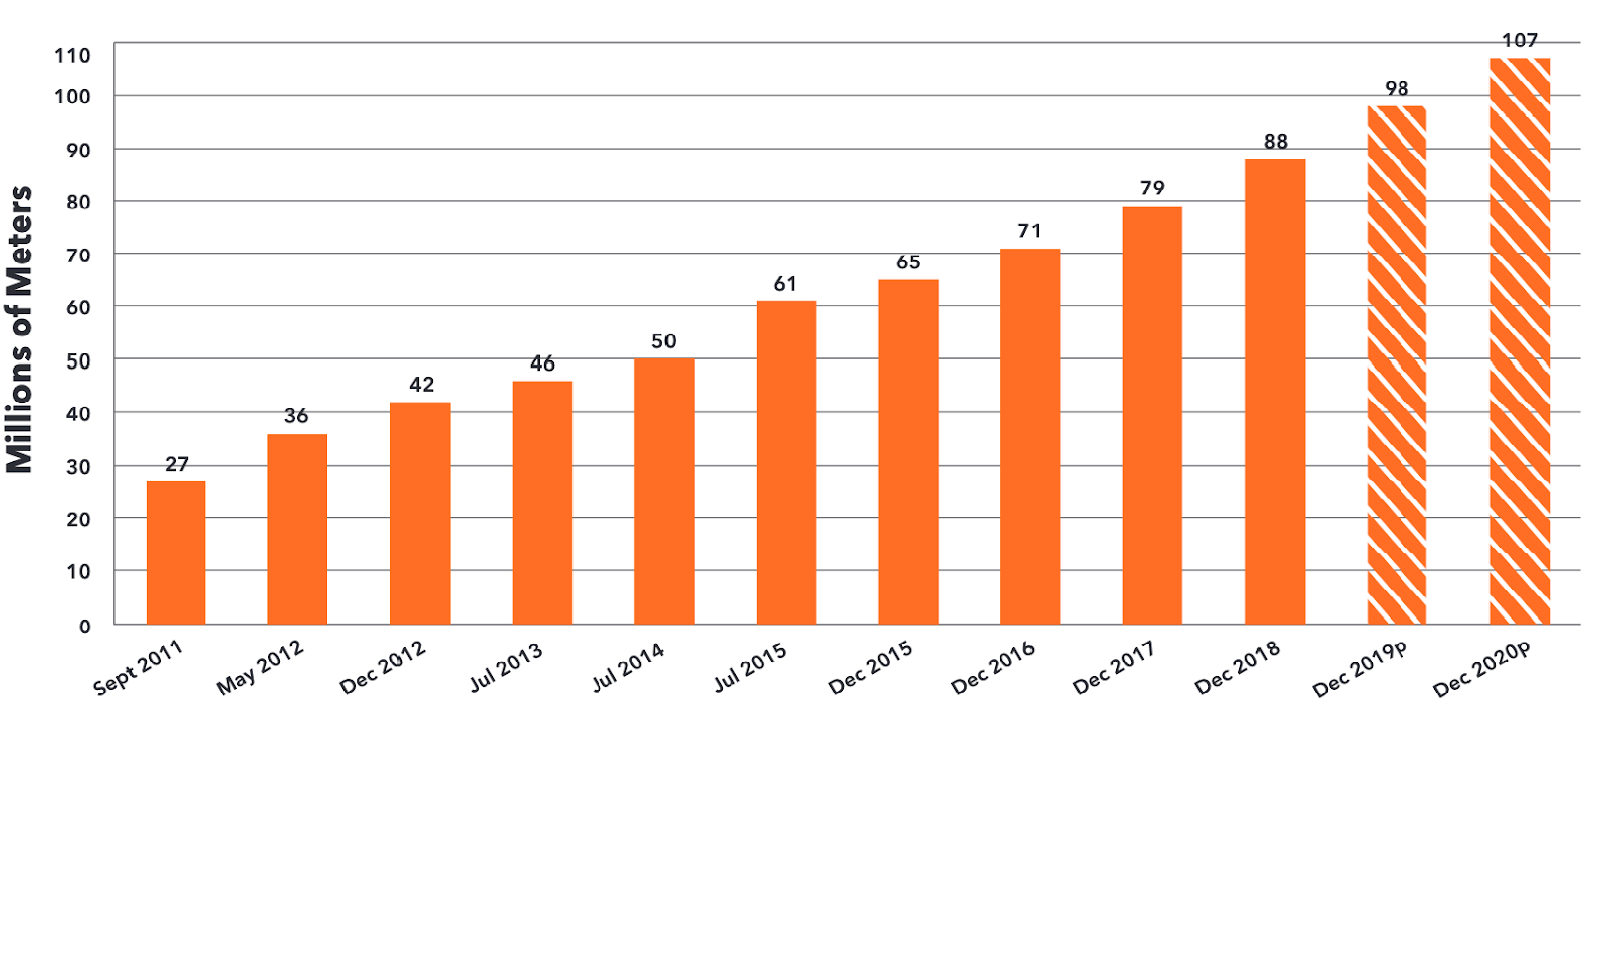 Millions of Meters
110
100
90
80
70
60
50
40
30
20
10
0
27
36
42
46
50
61
65
71
79
88
98
107
Sept 2011
May 2012
Dec 2012
Jul 2013
Jul 2014
Jul 2015
Dec 2015
Dec 2016
Dec 2017
Dec 2018
Dec 2019p
Dec 2020p